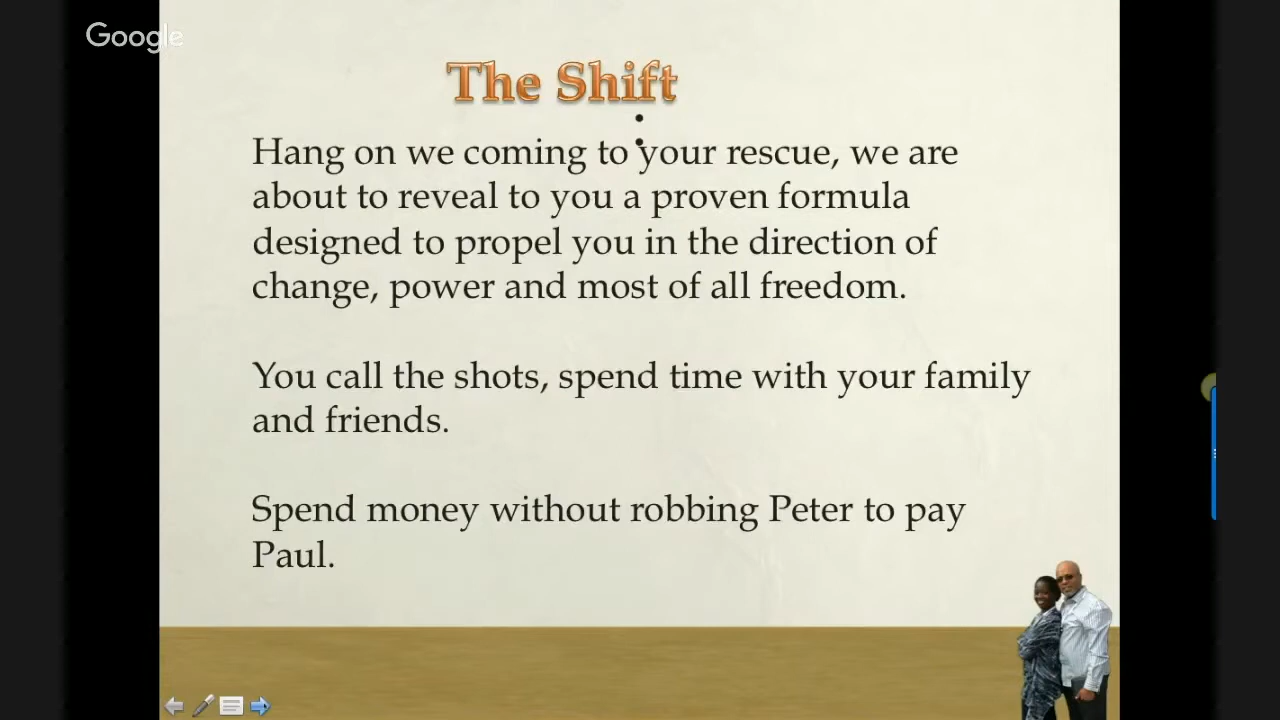 Google
The Shift
Hang on we coming to your rescue, we are
about to reveal to you a proven formula
designed to propel you in the direction of
change, power and most of all freedom.
You call the shots, spend time with your family
and friends.
Spend money without robbing Peter to pay
Paul.